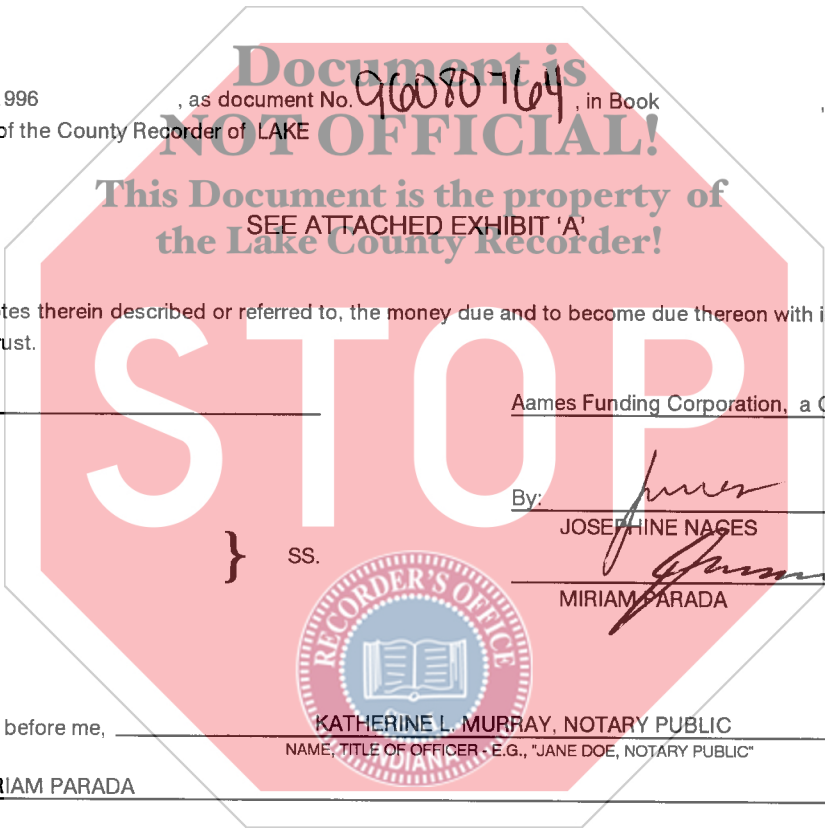 Document is
996 , as document No. 96080764 , in Book ,
NOT OFFICIAL!
of the County Recorder of LAKE
This Document is the property of
SEE ATTACHED EXHIBIT 'A'
the Lake County Recorder!
tes therein described or referred to, the money due and to become due thereon with i
rust.
STOP
Aames Funding Corporation, a C
By:
JOSEPHINE NAGES
} SS.
MIRIAM PARADA
RECORDER'S OFFICE
before me, KATHERINE L. MURRAY, NOTARY PUBLIC
NAME, TITLE OF OFFICER - E.G., "JANE DOE, NOTARY PUBLIC"
INDIANA
RIAM PARADA